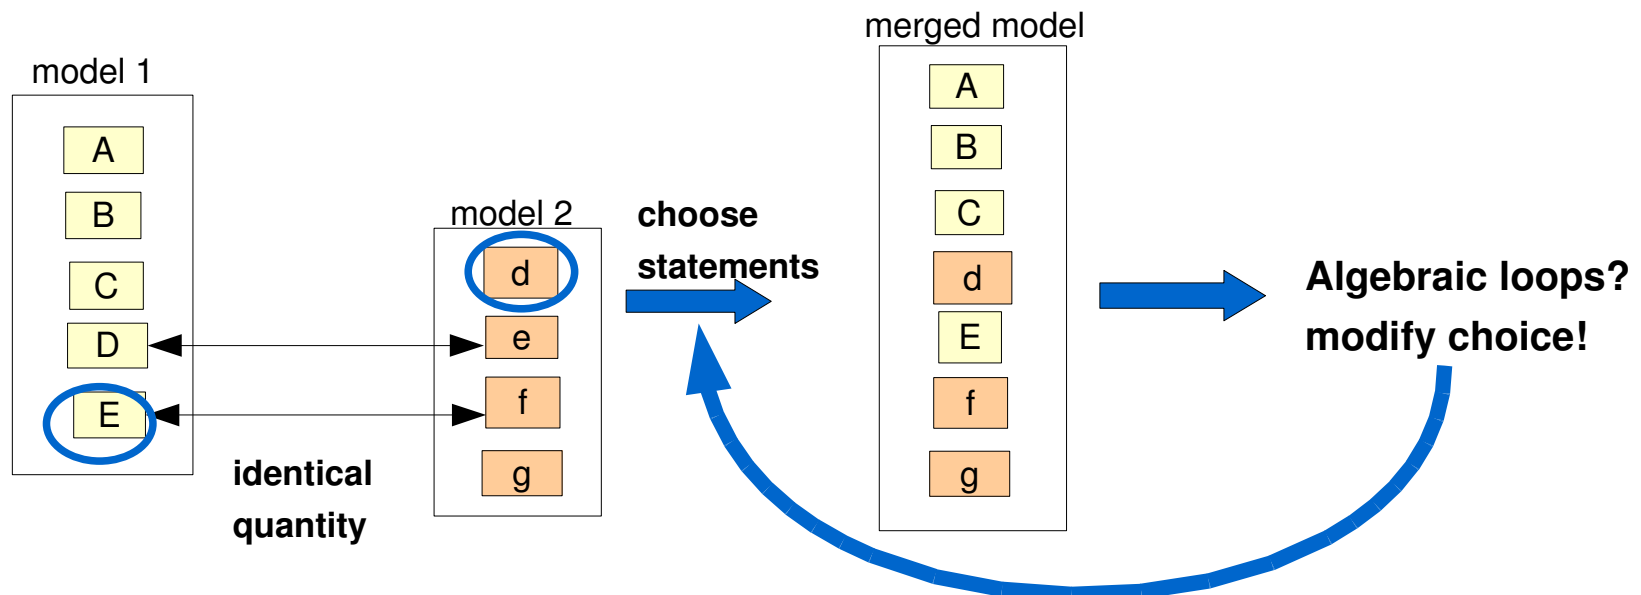 model 1
A
B
C
D
E
identical
quantity
model 2
d
e
f
g
choose
statements
merged model
A
B
C
d
E
f
g
Algebraic loops?
modify choice!